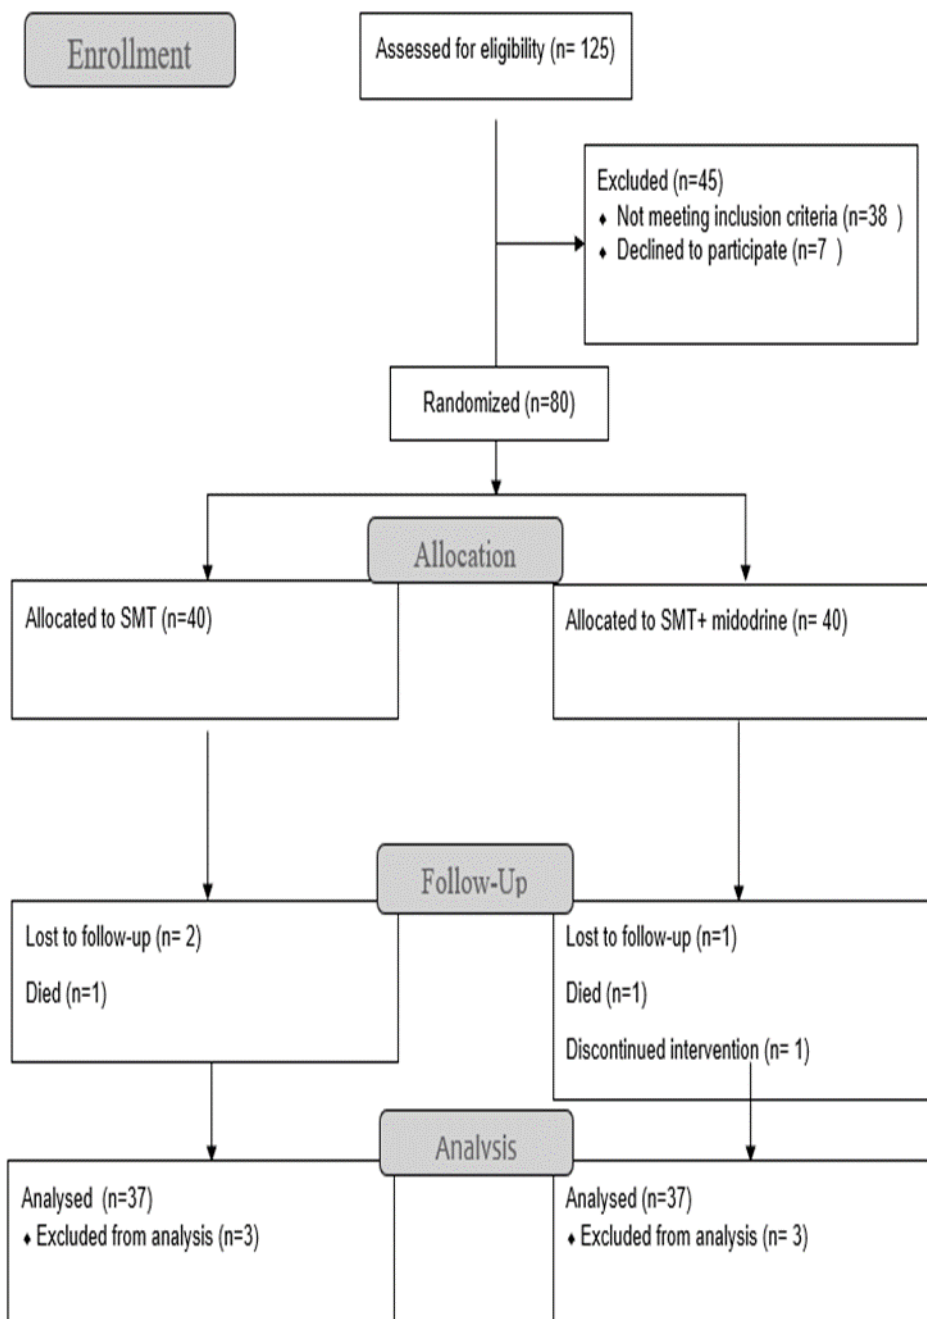 Enrollment
Assessed for eligibility (n= 125)
Excluded (n=45)
♦ Not meeting inclusion criteria (n=38 )
♦ Declined to participate (n=7 )
Randomized (n=80)
Allocation
Allocated to SMT (n=40)
Allocated to SMT+ midodrine (n= 40)
Follow-Up
Lost to follow-up (n= 2)
Died (n=1)
Lost to follow-up (n=1)
Died (n=1)
Discontinued intervention (n= 1)
Analysis
Analysed (n=37)
♦ Excluded from analysis (n=3)
Analysed (n=37)
♦ Excluded from analysis (n= 3)